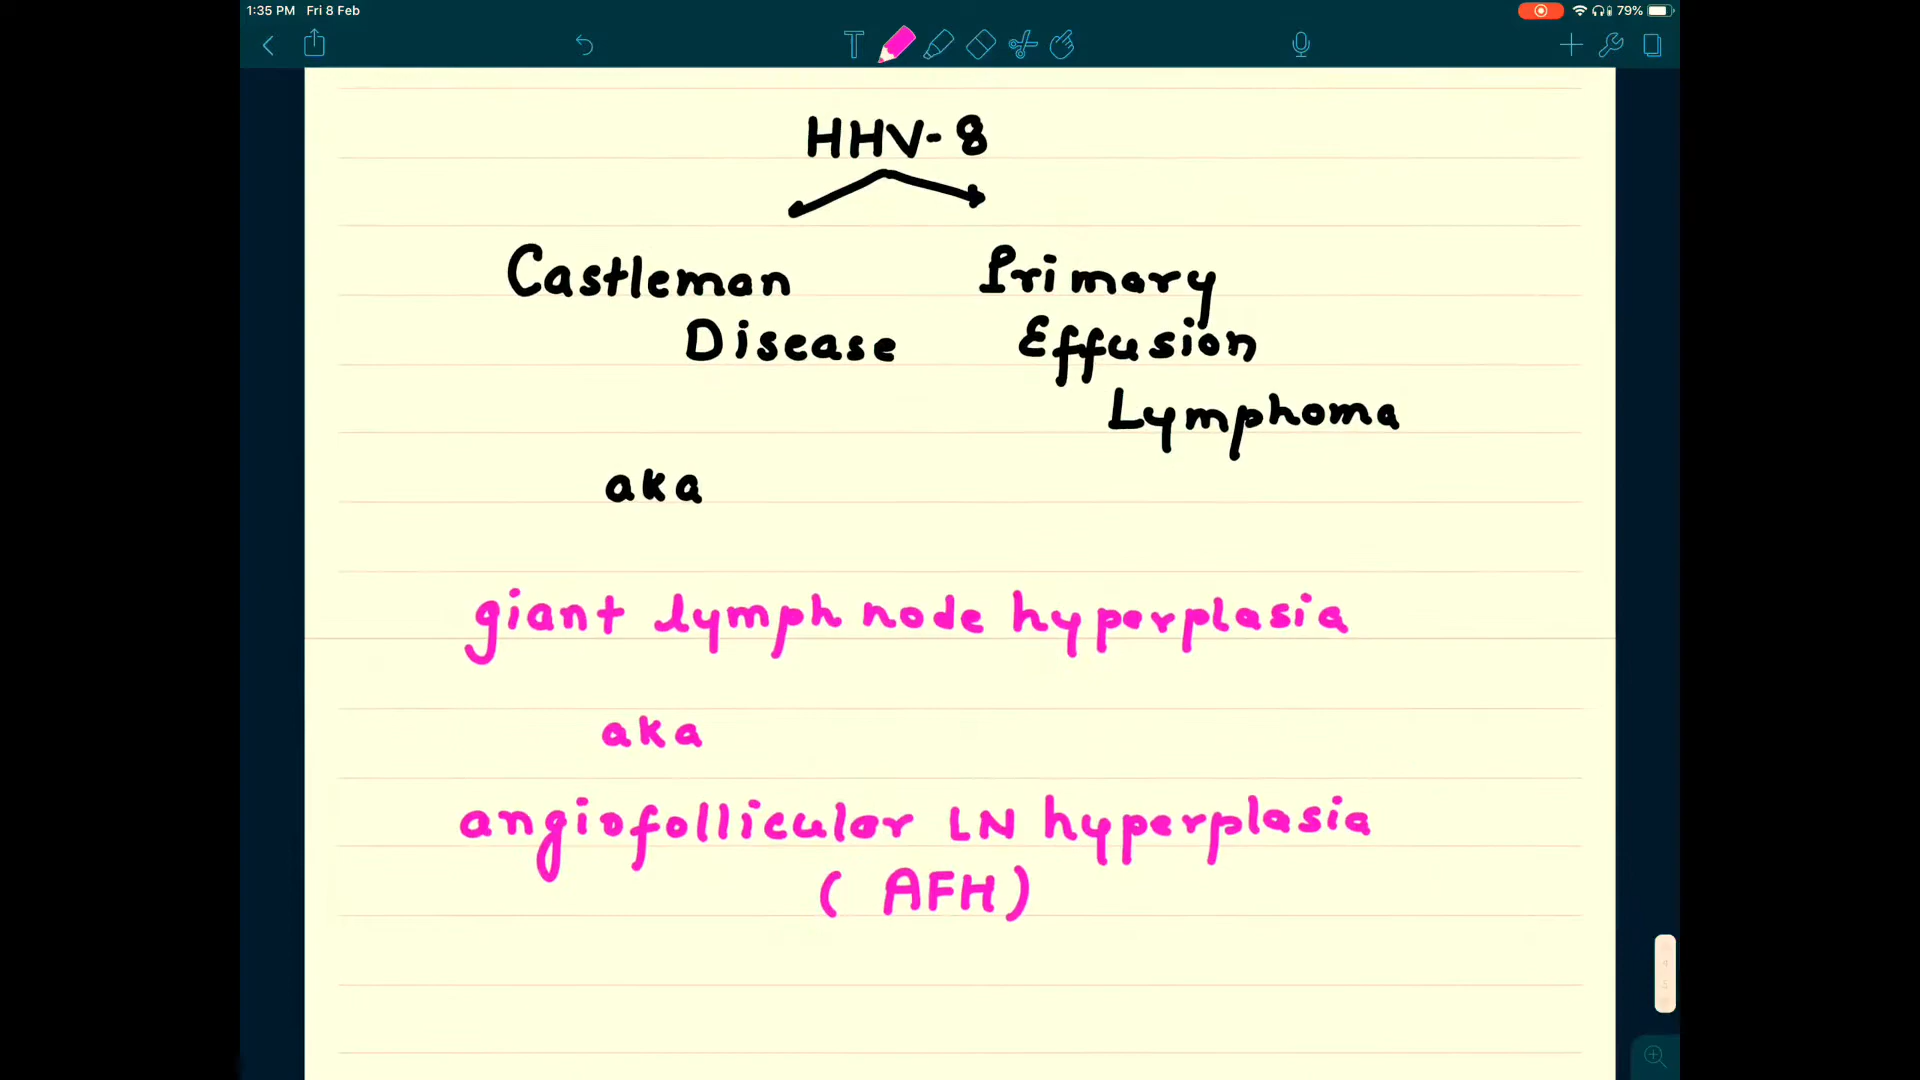 1:35 PM Fri 8 Feb
79%
T
HHV-8
Castleman Primary
Disease Effusion
Lymphoma
aka
giant lymph node hyperplasia
aka
angiofollicular LN hyperplasia
( AFH )